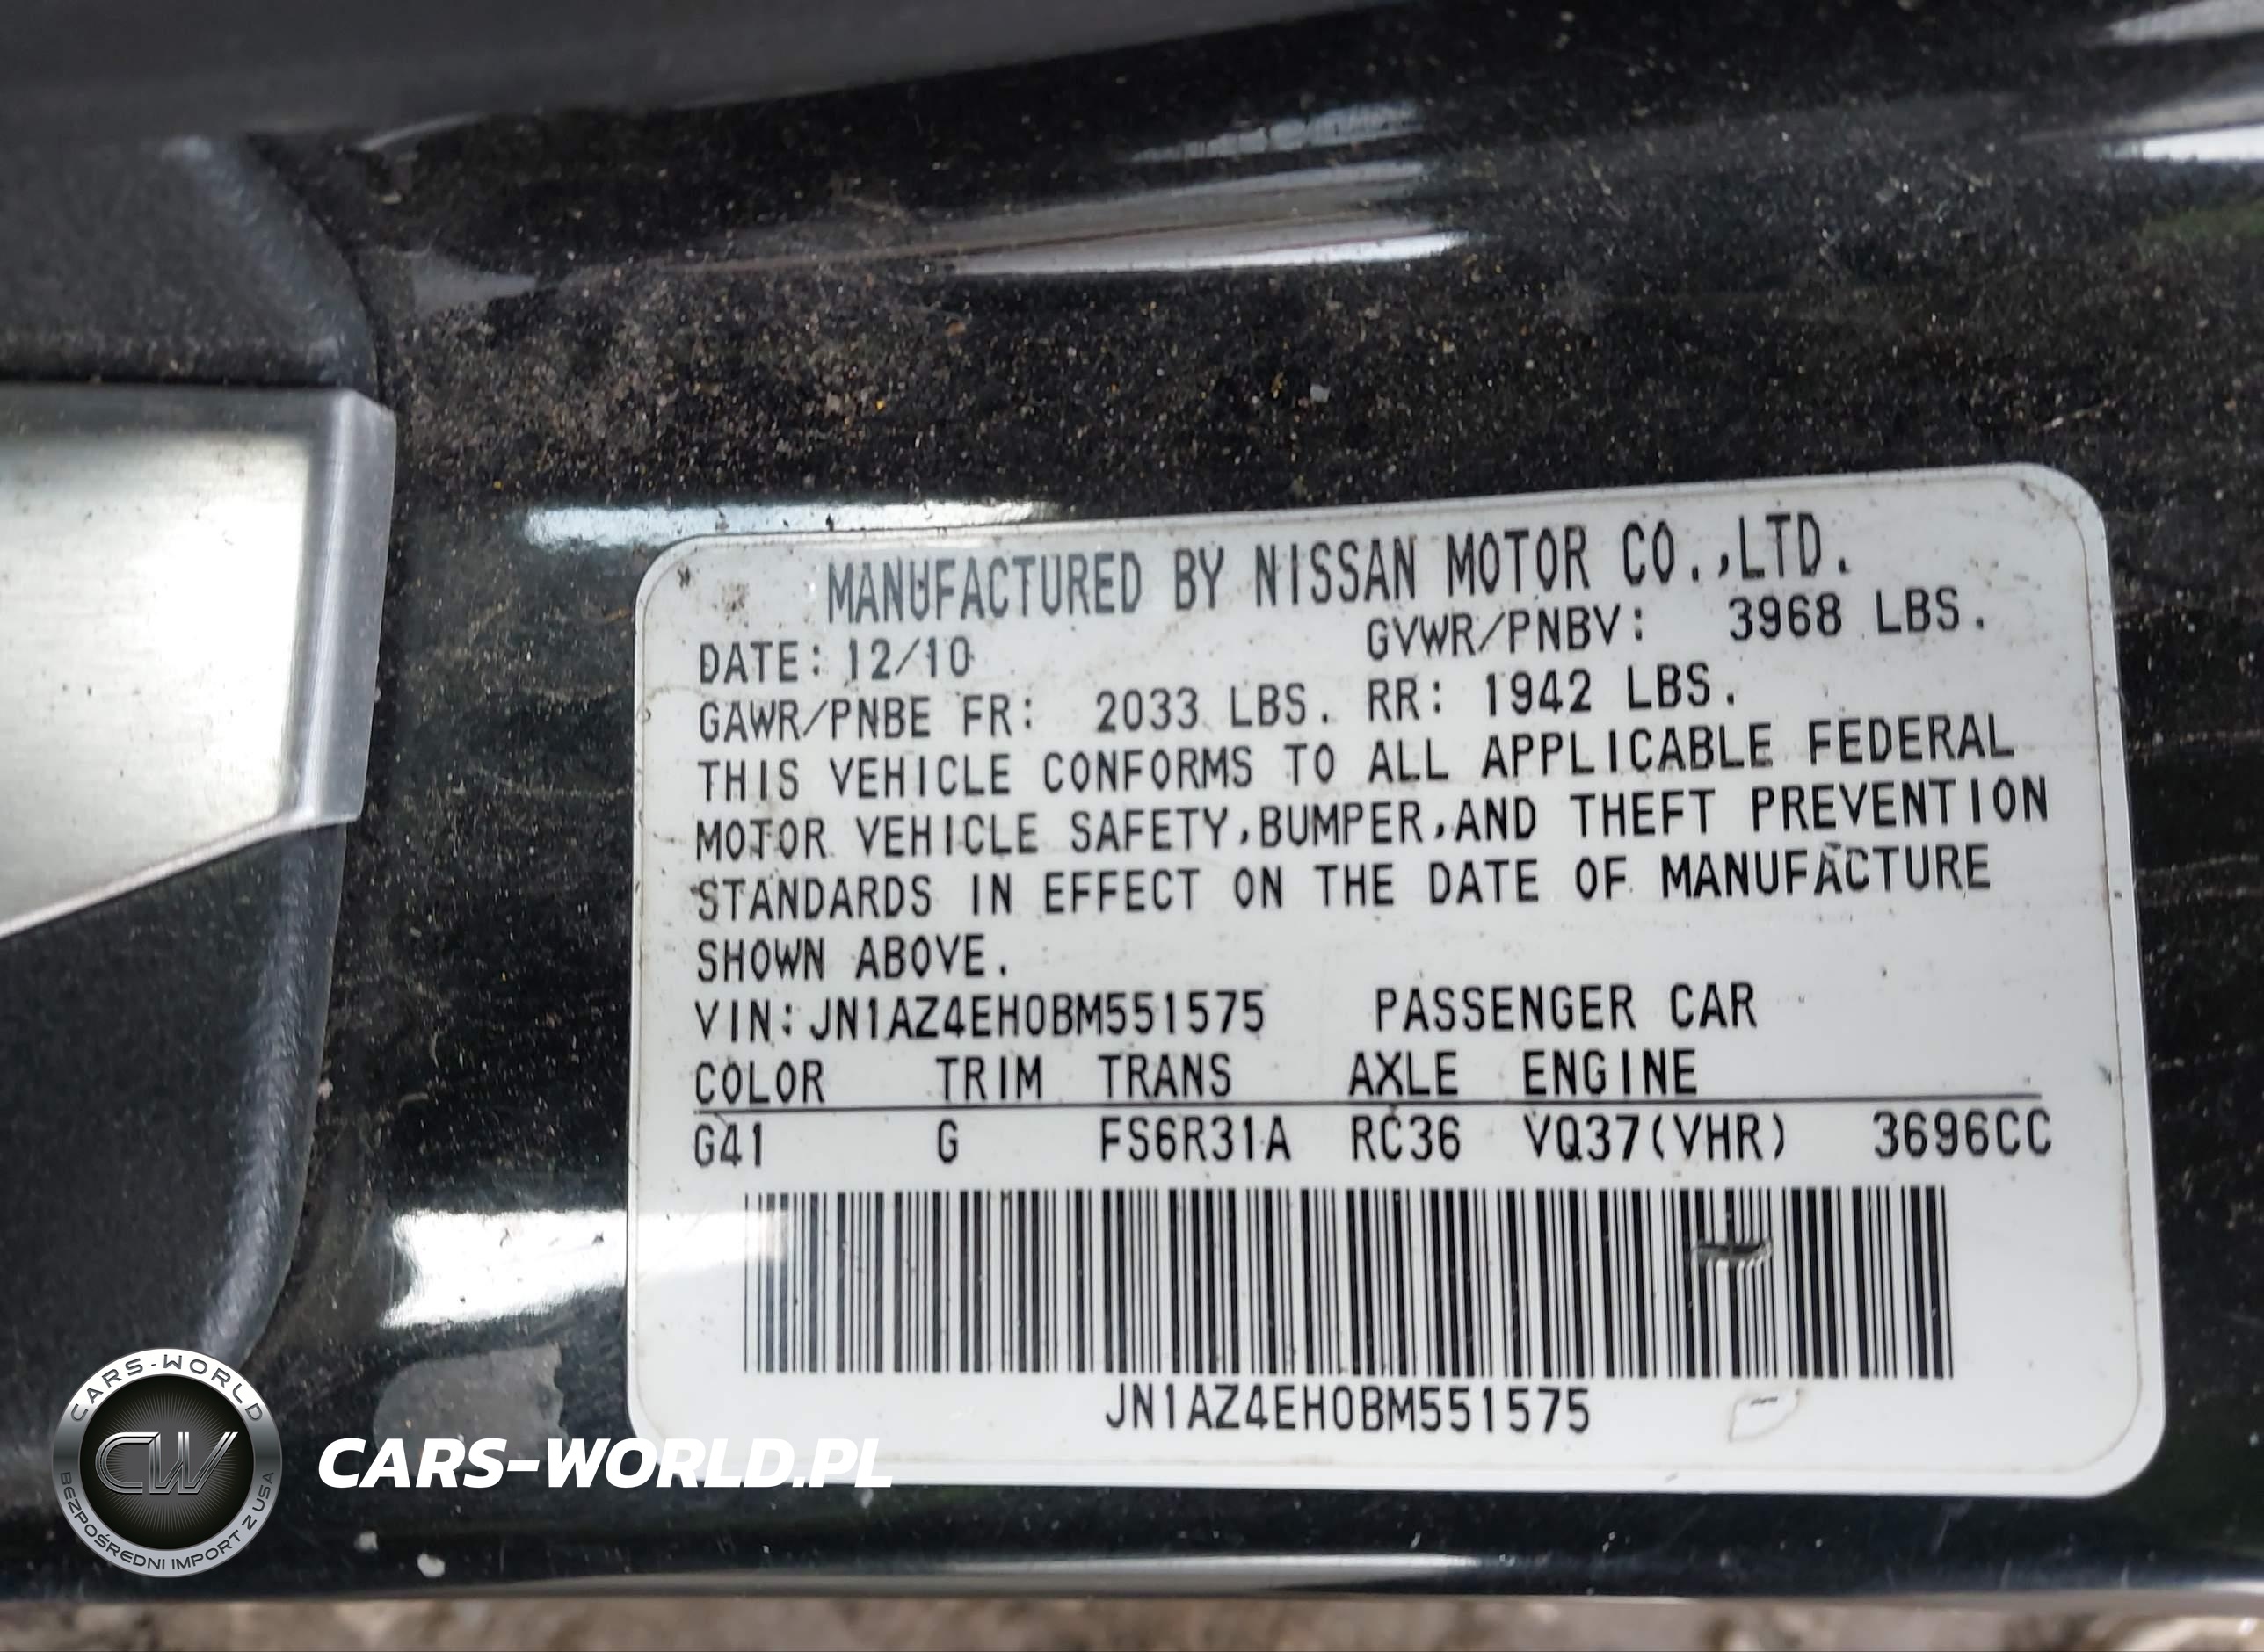 MANUFACTURED BY NISSAN MOTOR CO.,LTD.
DATE: 12/10 GVWR/PNBV: 3968 LBS.
GAWR/PNBE FR: 2033 LBS. RR: 1942 LBS.
THIS VEHICLE CONFORMS TO ALL APPLICABLE FEDERAL
MOTOR VEHICLE SAFETY,BUMPER,AND THEFT PREVENTION
STANDARDS IN EFFECT ON THE DATE OF MANUFACTURE
SHOWN ABOVE.
VIN:JN1AZ4EH0BM551575 PASSENGER CAR
COLOR TRIM TRANS AXLE ENGINE
G41 G FS6R31A RC36 VQ37(VHR) 3696CC
JN1AZ4EH0BM551575
CARS-WORLD
CW
BEZPOŚREDNI IMPORT Z USA
CARS-WORLD.PL